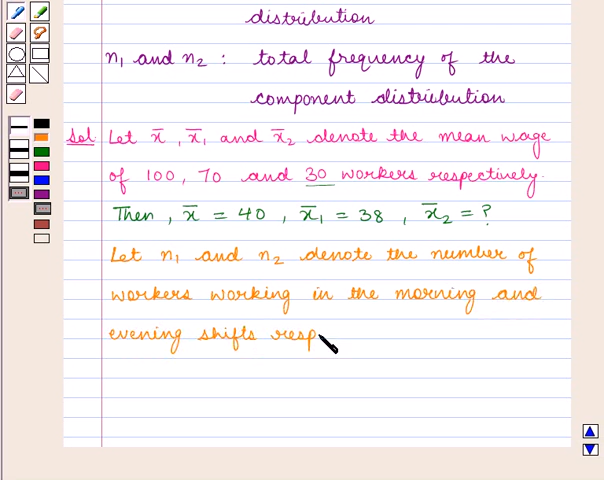 distribution
n₁ and n₂ : total frequency of the
component distribution
Sol Let x̄ , x̄₁ and x̄₂ denote the mean wage
of 100, 70 and 30 workers respectively.
Then , x̄ = 40 , x̄₁ = 38 , x̄₂ = ?
Let n₁ and n₂ denote the number of
workers working in the morning and
evening shifts resp